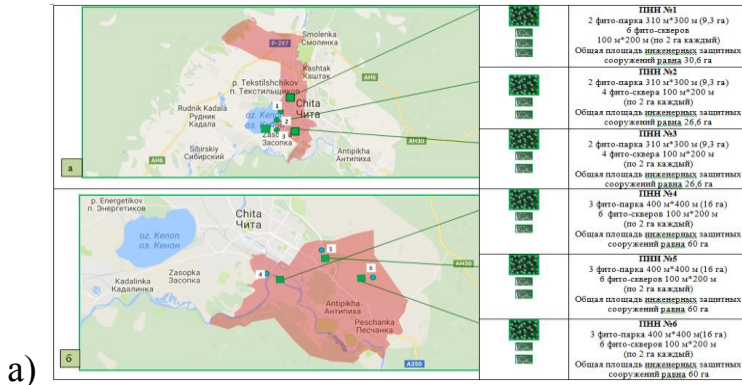 Smolenka
Смоленка
P-297
Kashtak
Каштак
АН6
p. Tekstilshchikov
п. Текстильщиков
1
Chita
Чита
Rudnik Kadala
Рудник
Кадала
oz. Kenon
оз.
2
3
Засопка
Sibirskiy
Сибирский
Antipikha
Антипиха
АН30
АН6
а
p. Energetikov
п. Энергетиков
Chita
Чита
oz. Kenon
оз. Кенон
5
АН30
Zasopka
Засопка
4
6
Kadalinka
Кадалинка
Antipikha
Антипиха
Peschanka
Песчанка
б
A350
ПНН №1
2 фито-парка 310 м*300 м (9,3 га)
6 фито-скверов
100 м*200 м (по 2 га каждый)
Общая площадь инженерных защитных
сооружений равна 30,6 га
ПНН №2
2 фито-парка 310 м*300 м (9,3 га)
4 фито-сквера 100 м*200 м
(по 2 га каждый)
Общая площадь инженерных защитных
сооружений равна 26,6 га
ПНН №3
2 фито-парка 310 м*300 м (9,3 га)
4 фито-сквера 100 м*200 м
(по 2 га каждый)
Общая площадь инженерных защитных
сооружений равна 26,6 га
ПНН №4
3 фито-парка 400 м*400 м (16 га)
6 фито-скверов 100 м*200 м
(по 2 га каждый)
Общая площадь инженерных защитных
сооружений равна 60 га
ПНН №5
3 фито-парка 400 м*400 м (16 га)
6 фито-скверов 100 м*200 м
(по 2 га каждый)
Общая площадь инженерных защитных
сооружений равна 60 га
ПНН №6
3 фито-парка 400 м*400 м(16 га)
6 фито-скверов 100 м*200 м
(по 2 га каждый)
Общая площадь инженерных защитных
сооружений равна 60 га
а)